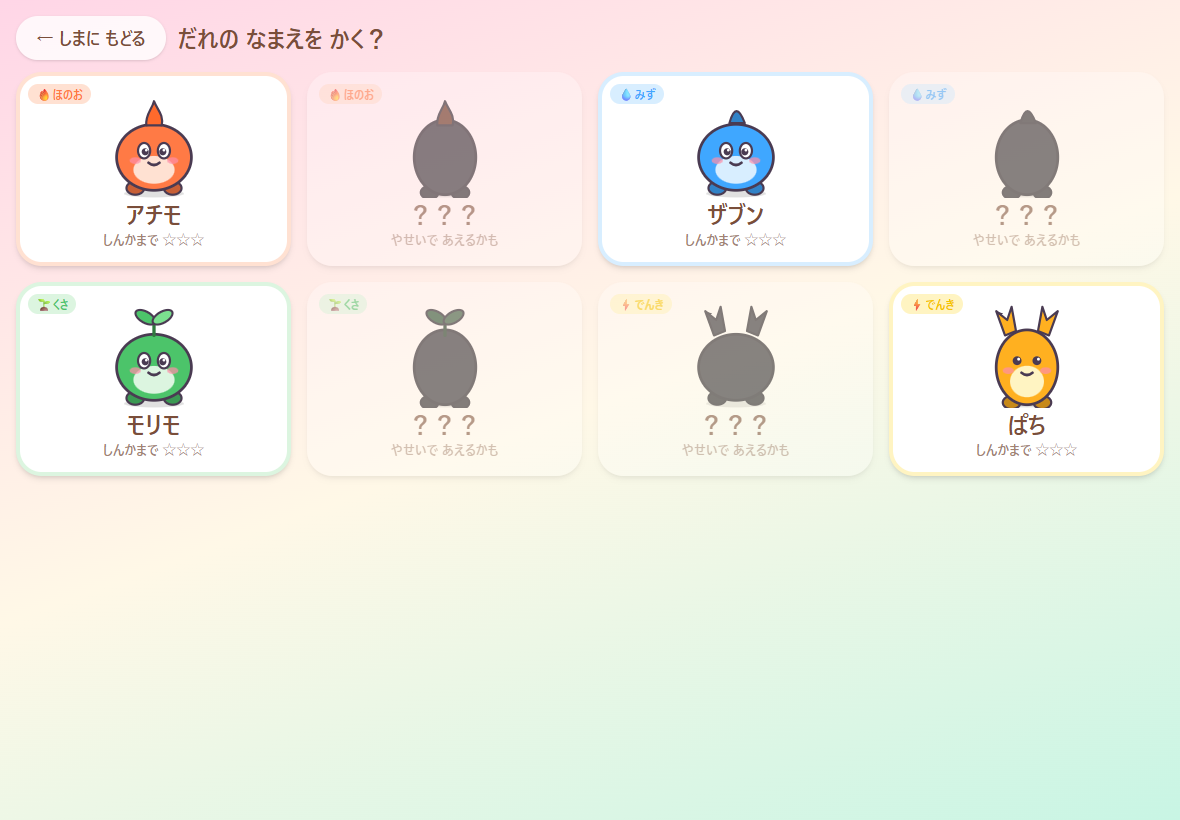 ← しまに もどる
だれの なまえを かく？
ほのお
アチモ
しんかまで ☆☆☆
ほのお
？？？
やせいで あえるかも
みず
ザブン
しんかまで ☆☆☆
みず
？？？
やせいで あえるかも
くさ
モリモ
しんかまで ☆☆☆
くさ
？？？
やせいで あえるかも
でんき
？？？
やせいで あえるかも
でんき
ぱち
しんかまで ☆☆☆